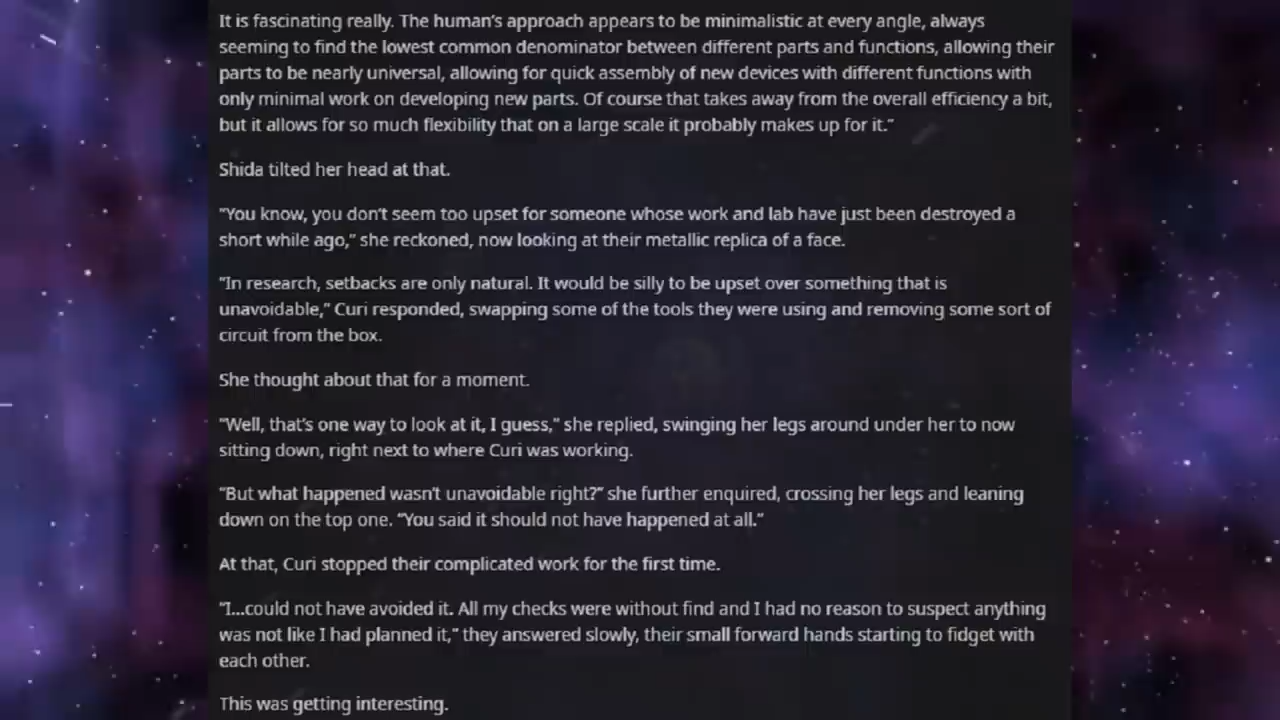 It is fascinating really. The human’s approach appears to be minimalistic at every angle, always
seeming to find the lowest common denominator between different parts and functions, allowing their
parts to be nearly universal, allowing for quick assembly of new devices with different functions with
only minimal work on developing new parts. Of course that takes away from the overall efficiency a bit,
but it allows for so much flexibility that on a large scale it probably makes up for it.”
Shida tilted her head at that.
“You know, you don’t seem too upset for someone whose work and lab have just been destroyed a
short while ago,” she reckoned, now looking at their metallic replica of a face.
“In research, setbacks are only natural. It would be silly to be upset over something that is
unavoidable,” Curi responded, swapping some of the tools they were using and removing some sort of
circuit from the box.
She thought about that for a moment.
“Well, that’s one way to look at it, I guess,” she replied, swinging her legs around under her to now
sitting down, right next to where Curi was working.
“But what happened wasn’t unavoidable right?” she further enquired, crossing her legs and leaning
down on the top one. “You said it should not have happened at all.”
At that, Curi stopped their complicated work for the first time.
“I…could not have avoided it. All my checks were without find and I had no reason to suspect anything
was not like I had planned it,” they answered slowly, their small forward hands starting to fidget with
each other.
This was getting interesting.